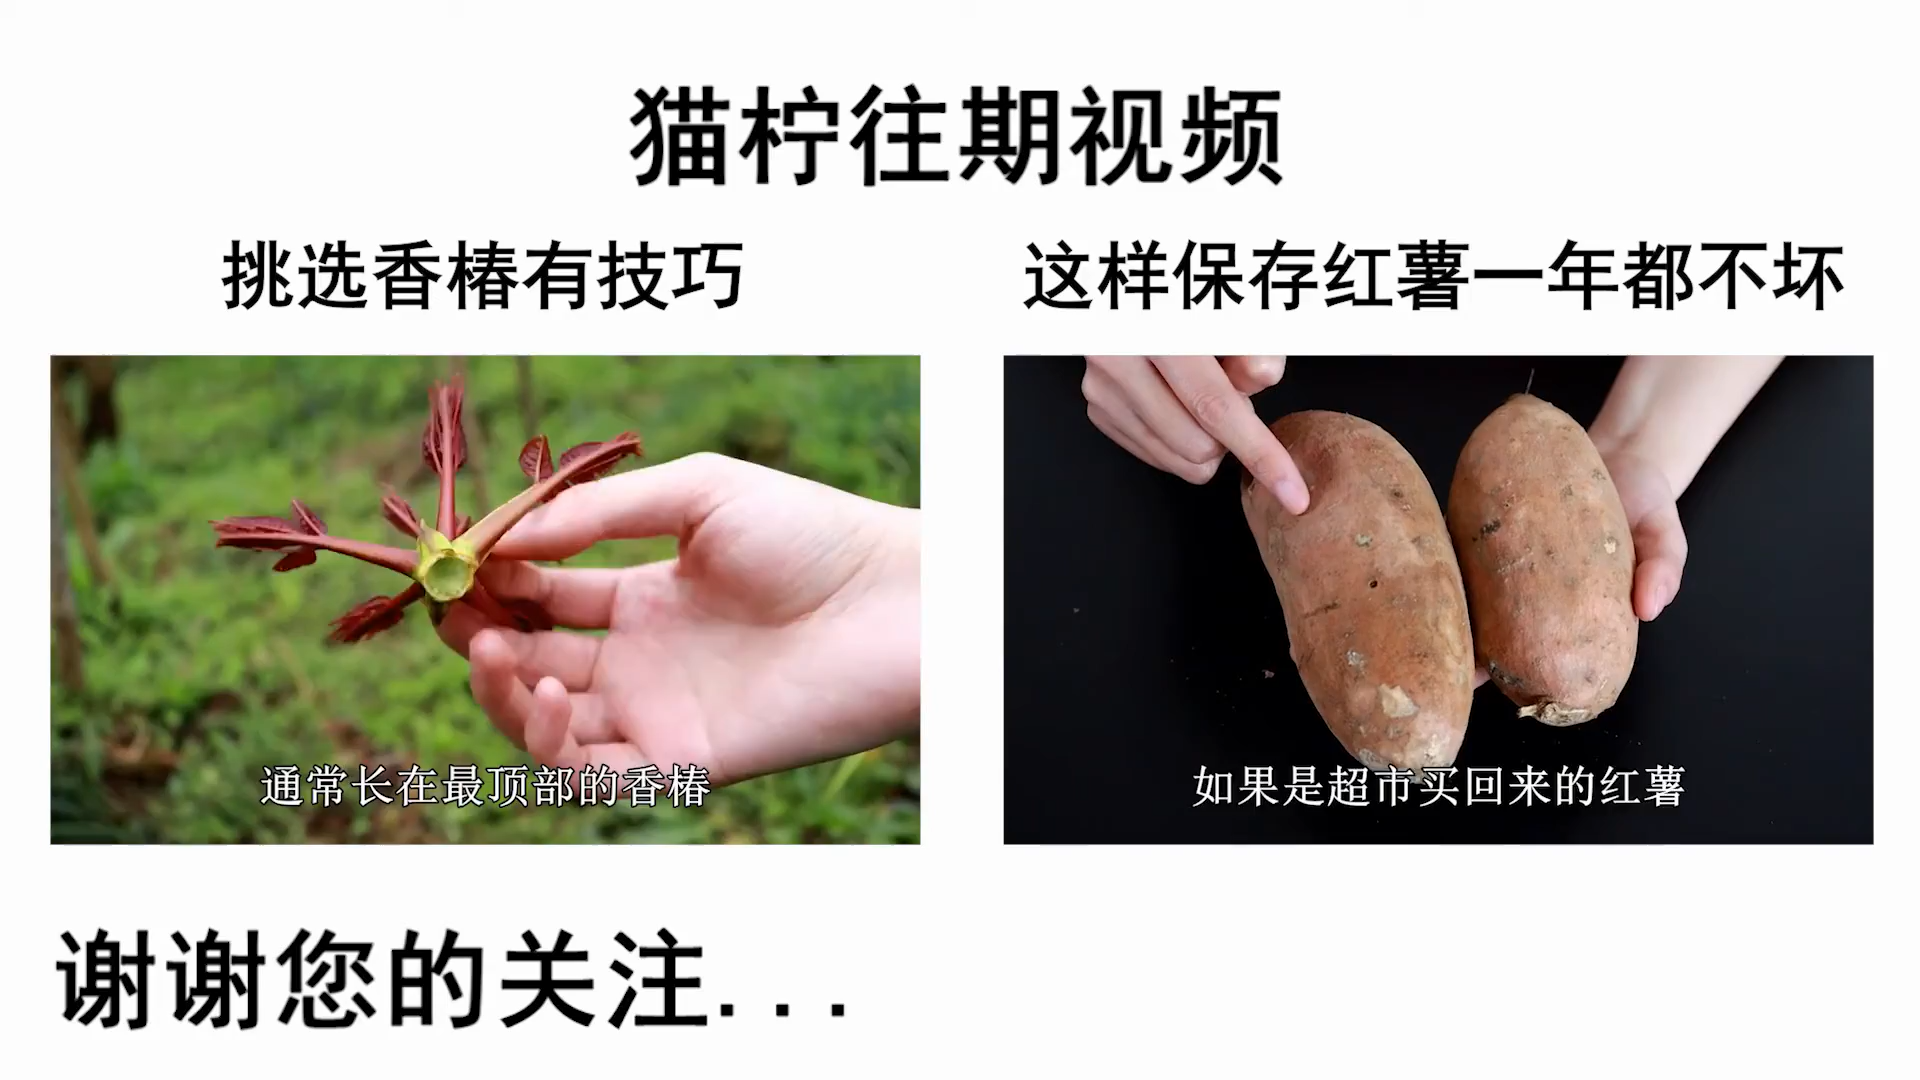 猫柠往期视频
挑选香椿有技巧
这样保存红薯一年都不坏
通常长在最顶部的香椿
如果是超市买回来的红薯
谢谢您的关注...